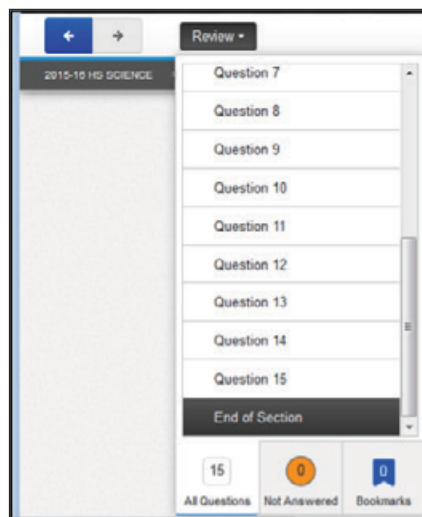 Review
2015-16 HS SCIENCE
Question 7
Question 8
Question 9
Question 10
Question 11
Question 12
Question 13
Question 14
Question 15
End of Section
15
0
0
All Questions
Not Answered
Bookmarks